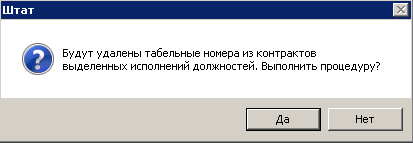 Штат
Будут удалены табельные номера из контрактов
выделенных исполнений должностей. Выполнить процедуру?
Да
Нет